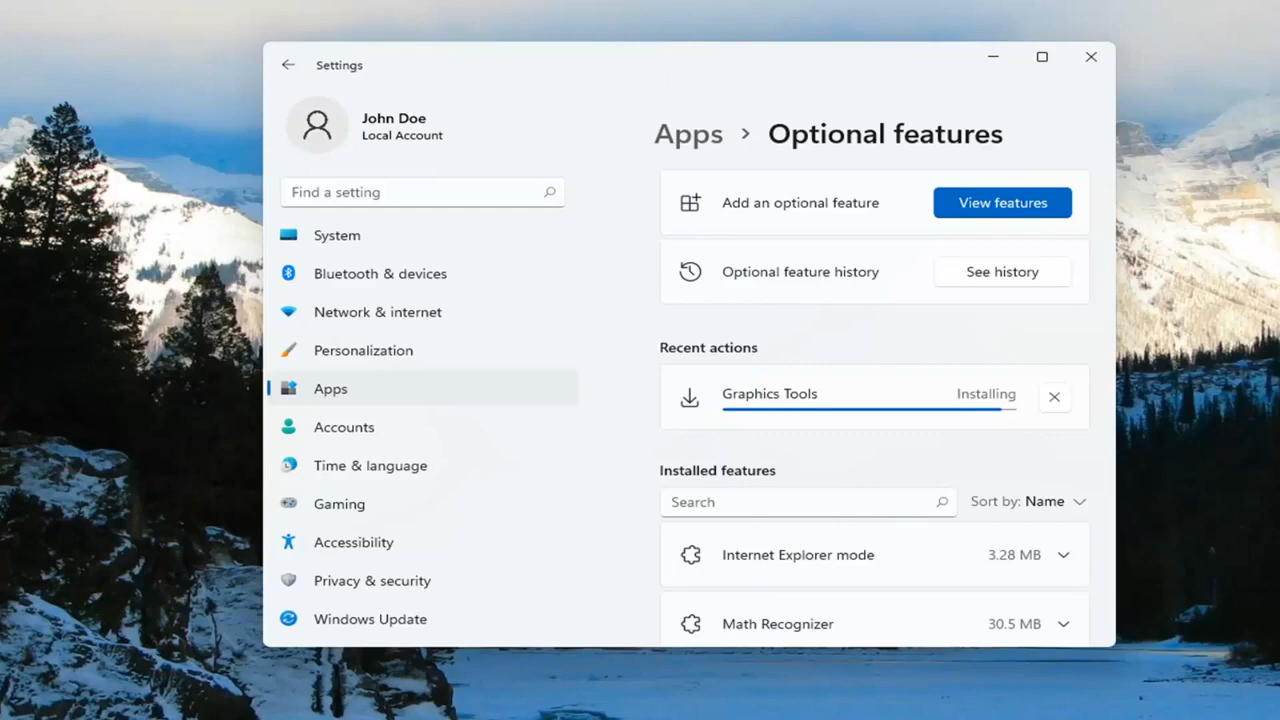 Settings
John Doe
Local Account
Find a setting
System
Bluetooth & devices
Network & internet
Personalization
Apps
Accounts
Time & language
Gaming
Accessibility
Privacy & security
Windows Update
Apps > Optional features
Add an optional feature View features
Optional feature history See history
Recent actions
Graphics Tools Installing
Installed features
Search Sort by: Name
Internet Explorer mode 3.28 MB
Math Recognizer 30.5 MB